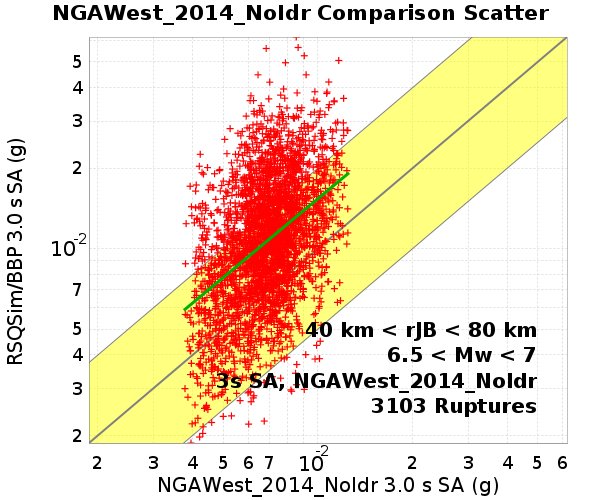 NGAWest_2014_NoIdr Comparison Scatter
RSQSim/BBP 3.0 s SA (g)
5
4
3
2
10-2
7
5
4
3
2
40 km < rJB < 80 km
6.5 < Mw < 7
3s SA, NGAWest_2014_NoIdr
3103 Ruptures
2 3 4 5 6 7 10-2 2 3 4 5 6
NGAWest_2014_NoIdr 3.0 s SA (g)